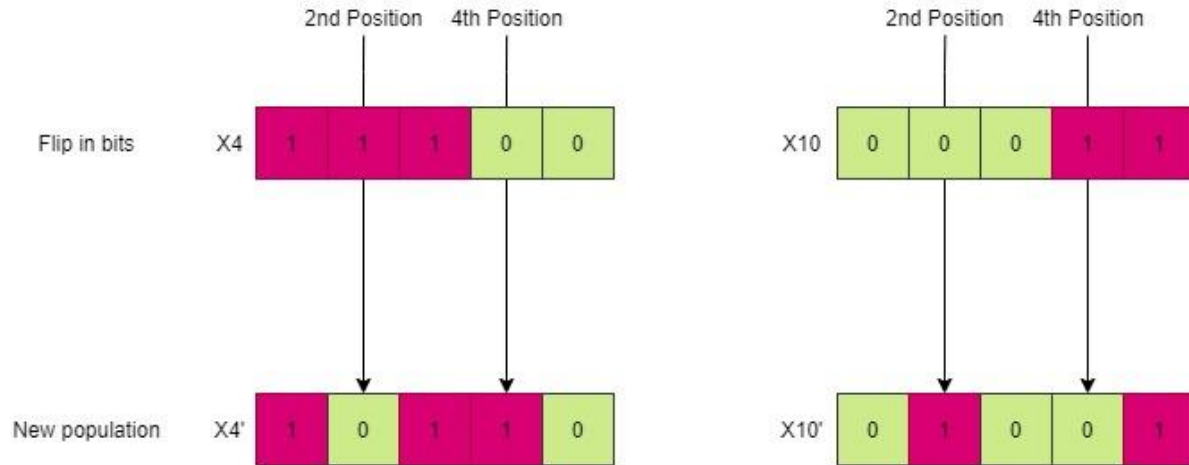 2nd Position 4th Position 2nd Position 4th Position
Flip in bits X4 1 1 1 0 0 X10 0 0 0 1 1
New population X4' 1 0 1 1 0 X10' 0 1 0 0 1